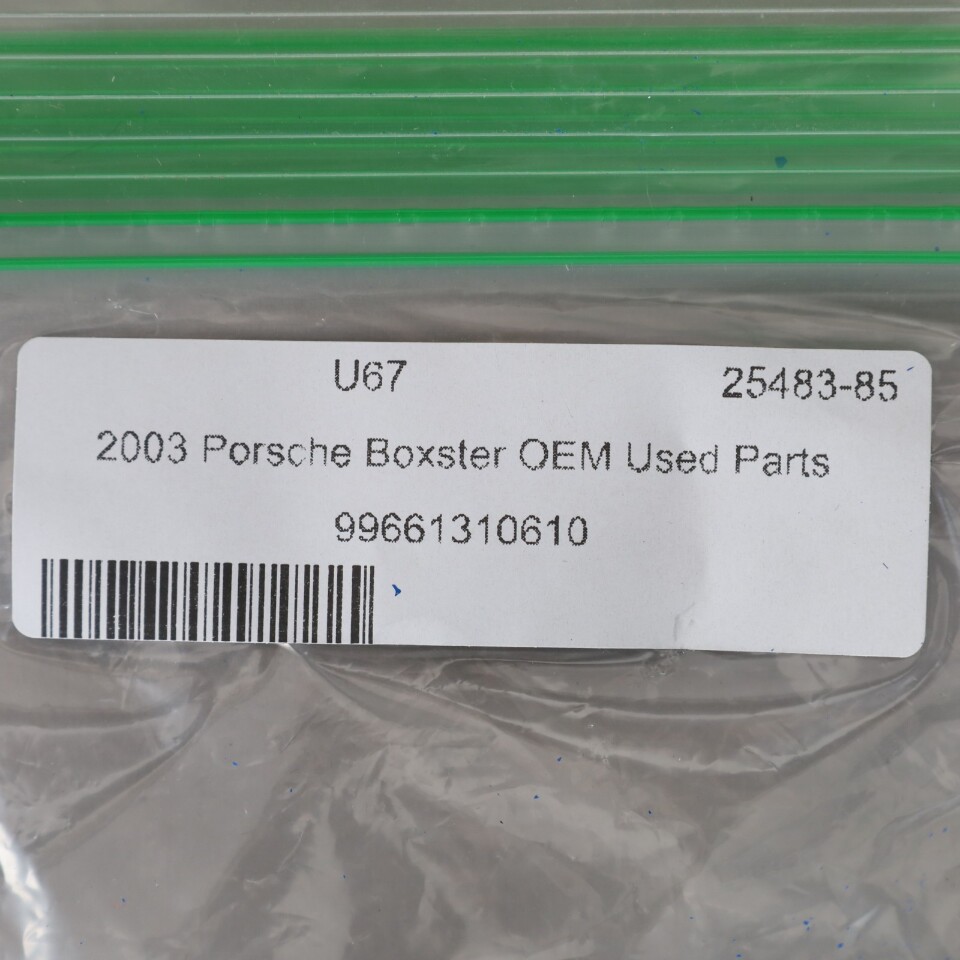 U67 25483-85
2003 Porsche Boxster OEM Used Parts
99661310610